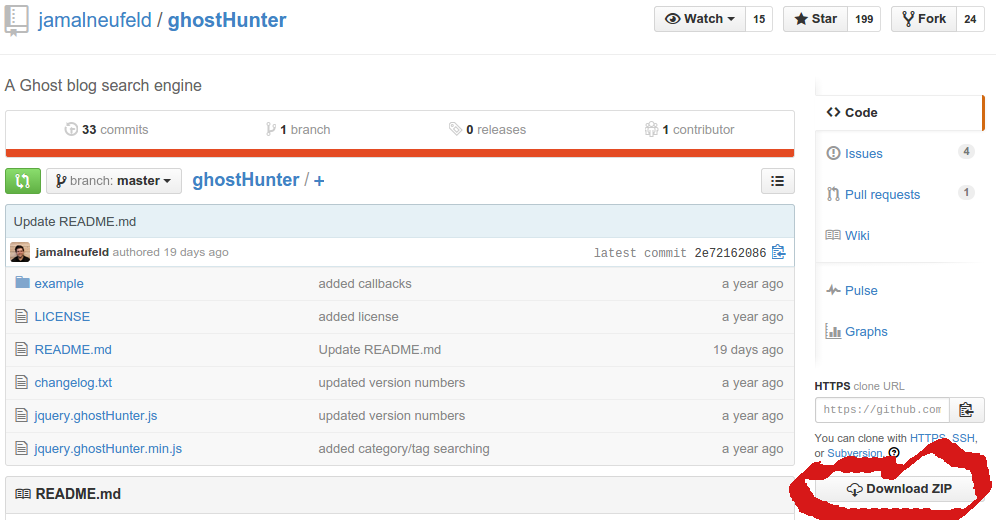 jamalneufeld / ghostHunter
Watch 15 Star 199 Fork 24
A Ghost blog search engine
33 commits 1 branch 0 releases 1 contributor
branch: master ghostHunter / +
Update README.md
jamalneufeld authored 19 days ago latest commit 2e72162086
example added callbacks a year ago
LICENSE added license a year ago
README.md Update README.md 19 days ago
changelog.txt updated version numbers a year ago
jquery.ghostHunter.js updated version numbers a year ago
jquery.ghostHunter.min.js added category/tag searching a year ago
README.md
Code
Issues 4
Pull requests 1
Wiki
Pulse
Graphs
HTTPS clone URL
https://github.com
You can clone with HTTPS, SSH,
or Subversion.
Download ZIP